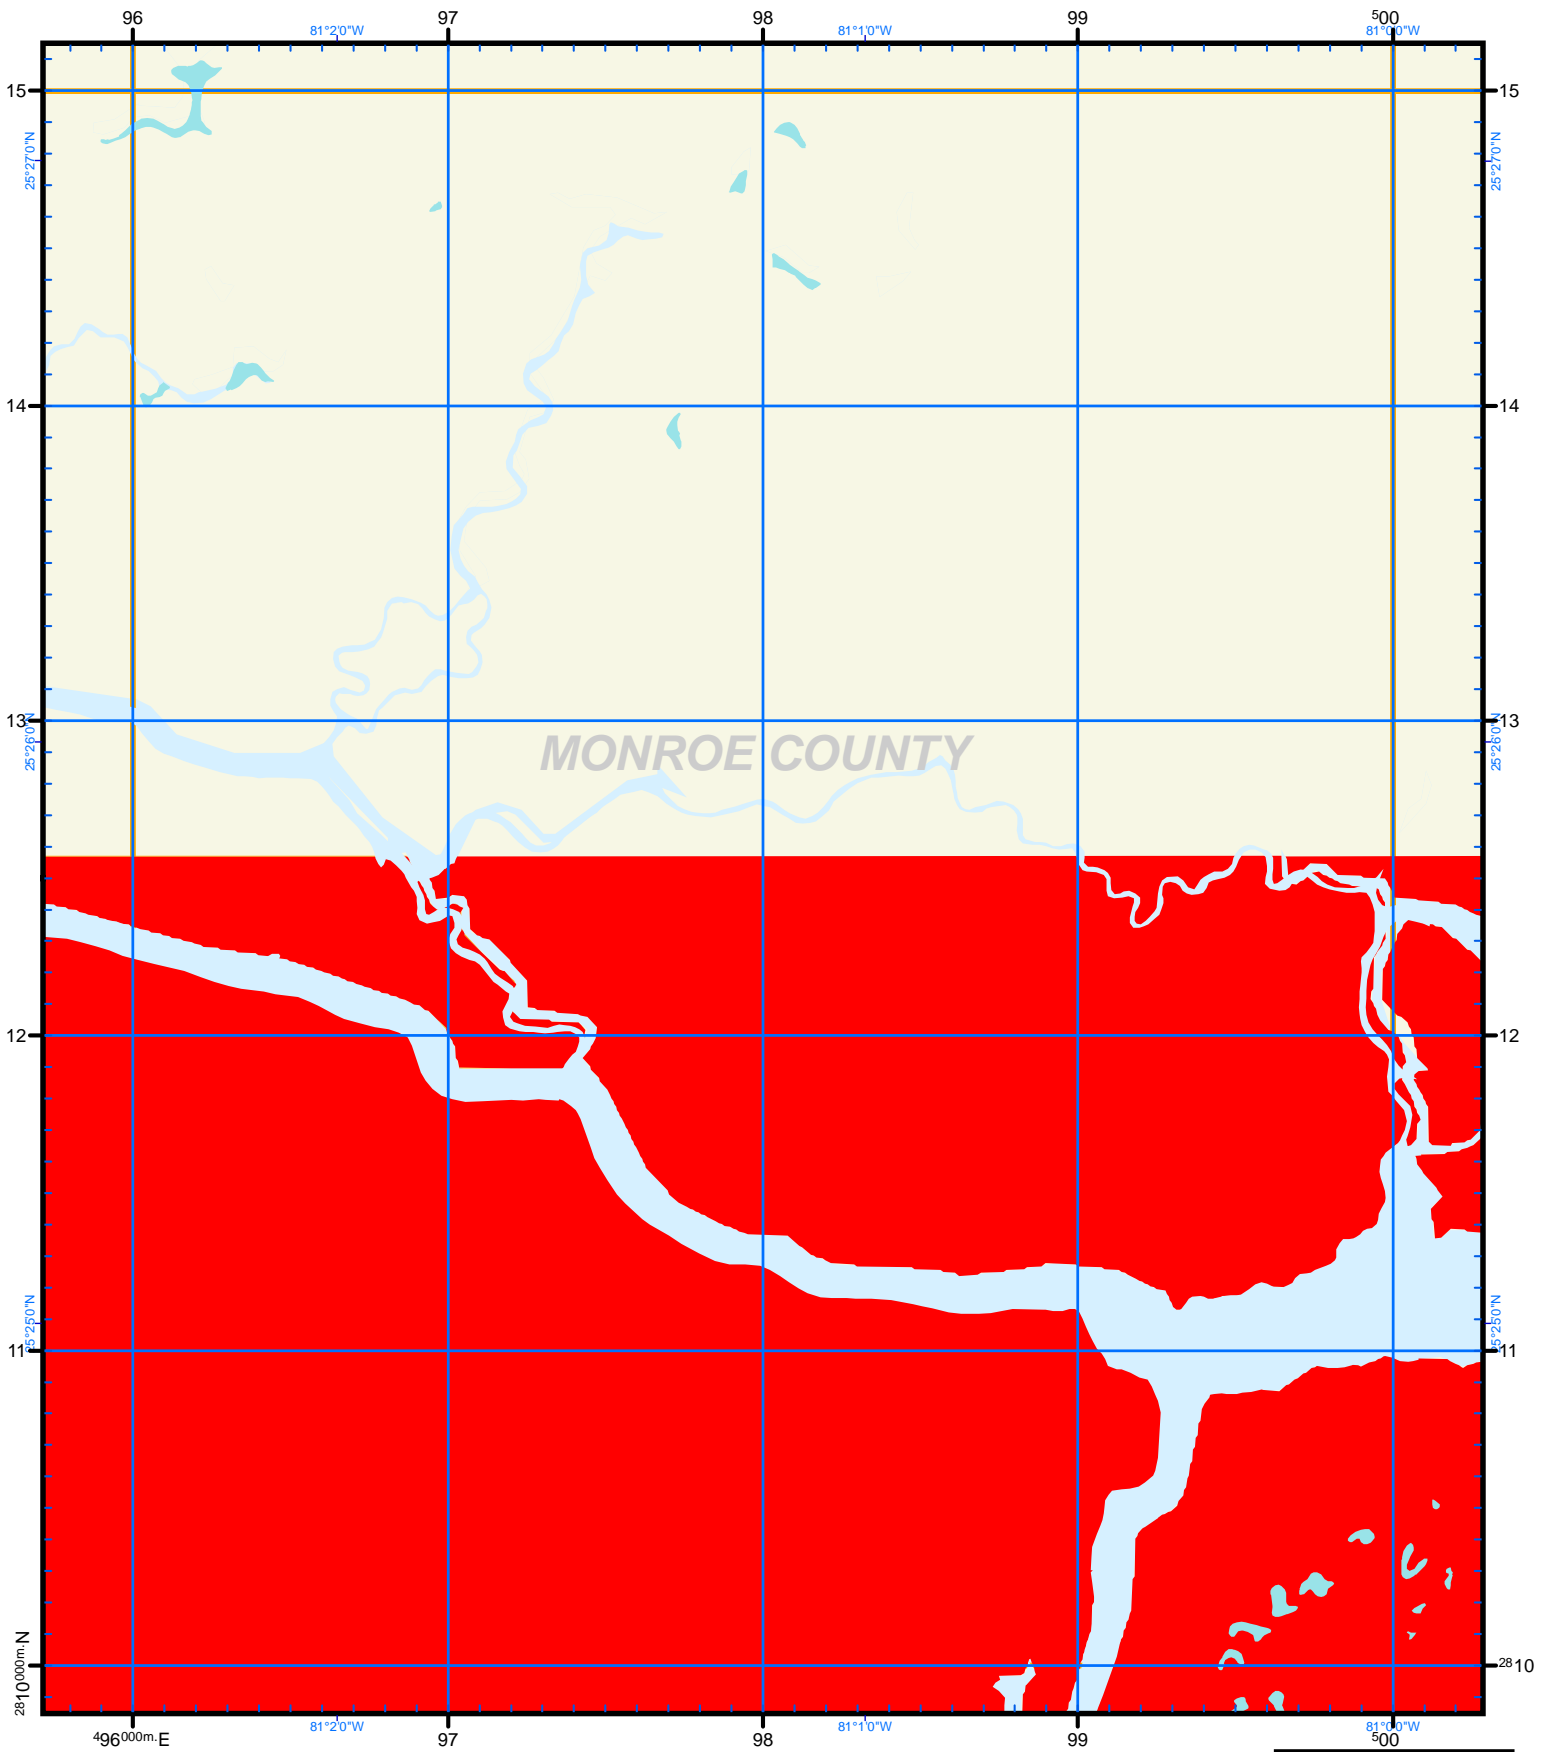 96 97 98 99 500
81°2'0"W 81°1'0"W 81°0'0"W
15 15
25°27'0"N 25°27'0"N
14 14
13 13
25°26'0"N 25°26'0"N
MONROE COUNTY
12 12
25°25'0"N 25°25'0"N
11 11
2810000m.N 2810
81°2'0"W 81°1'0"W 81°0'0"W
496000m.E 97 98 99 500